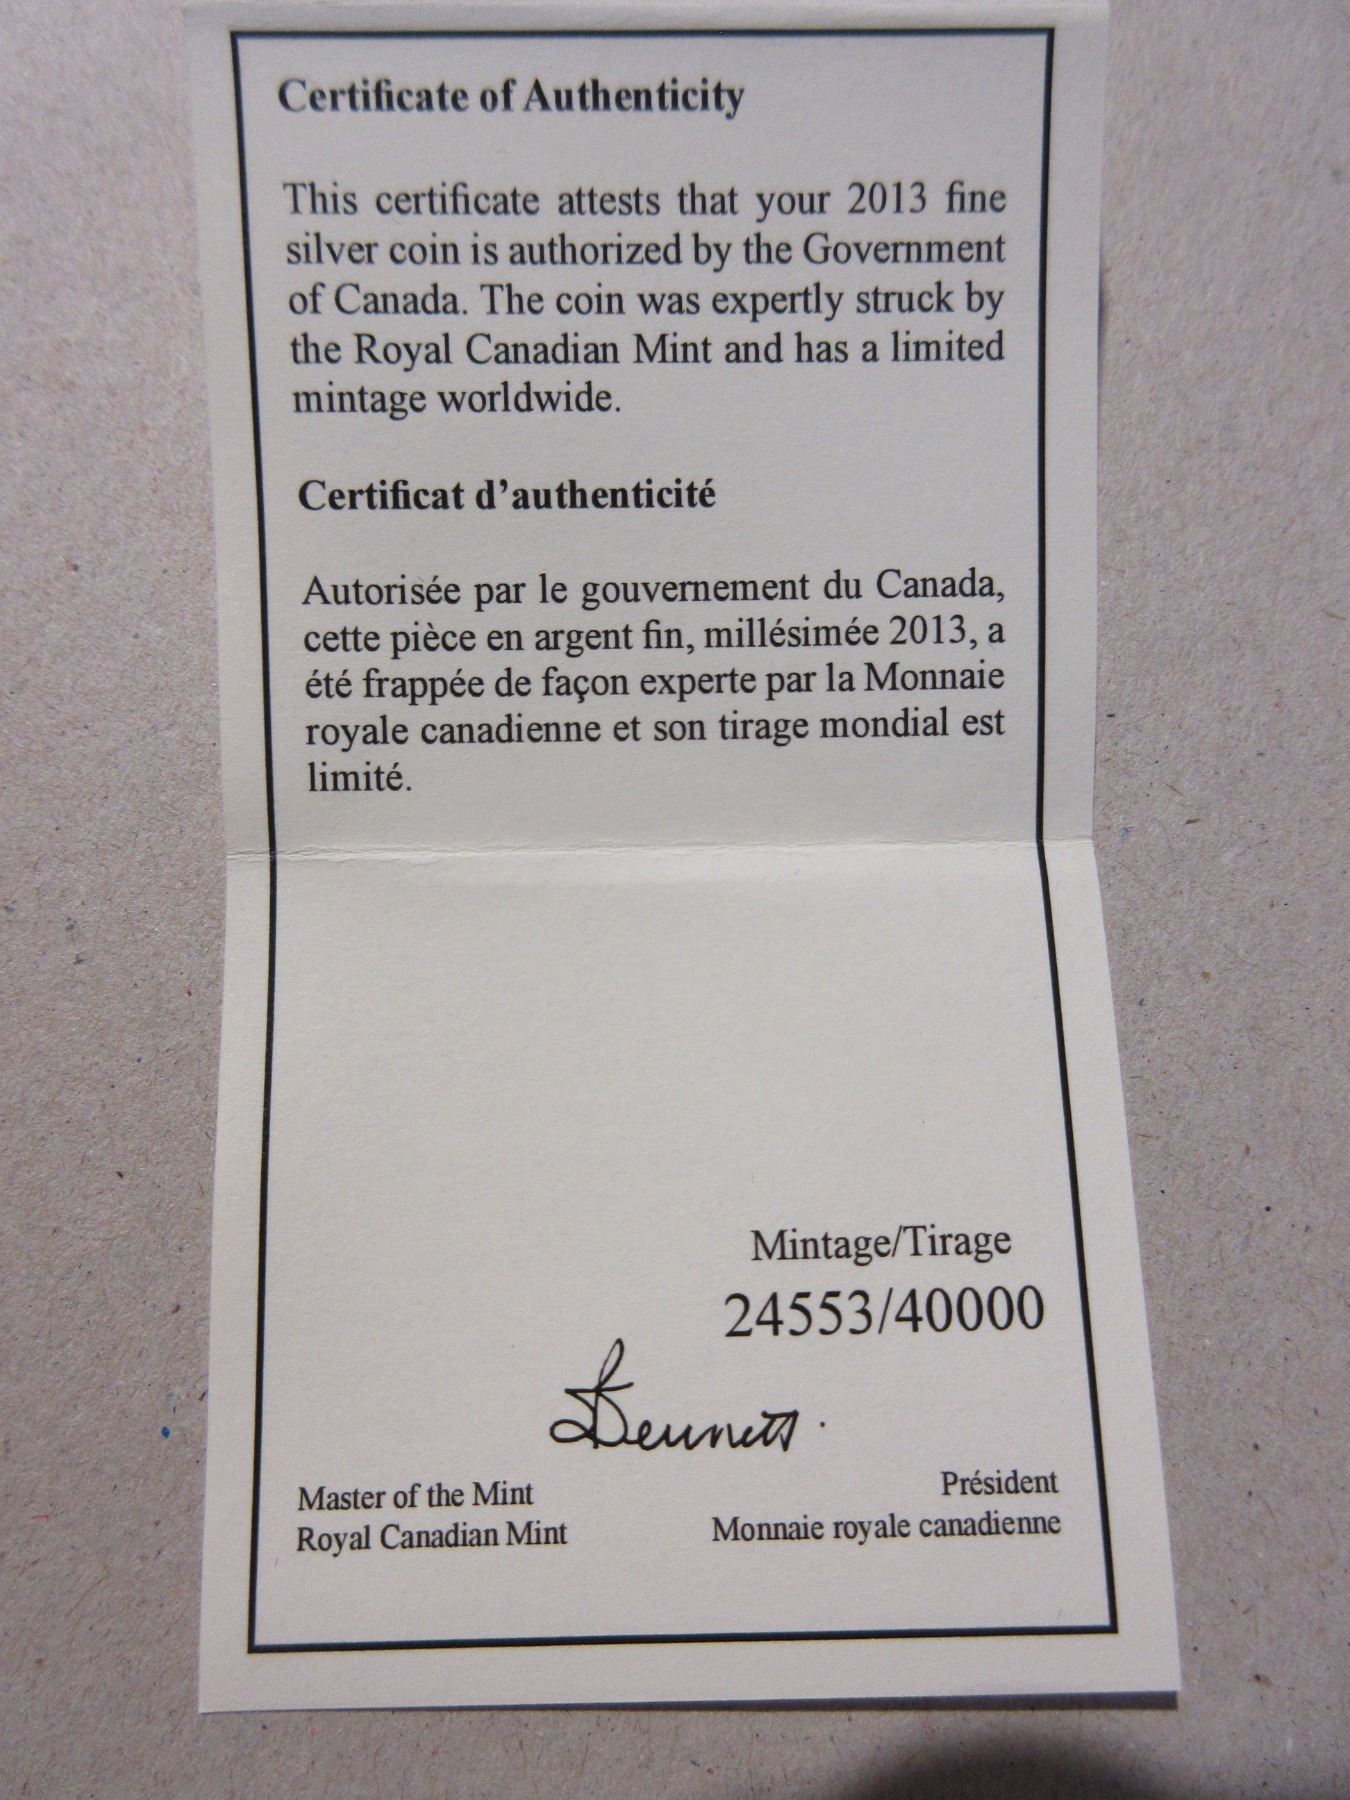 Certificate of Authenticity
This certificate attests that your 2013 fine
silver coin is authorized by the Government
of Canada. The coin was expertly struck by
the Royal Canadian Mint and has a limited
mintage worldwide.
Certificat d’authenticité
Autorisée par le gouvernement du Canada,
cette pièce en argent fin, millésimée 2013, a
été frappée de façon experte par la Monnaie
royale canadienne et son tirage mondial est
limité.
Mintage/Tirage
24553/40000
Bennett
Master of the Mint
Royal Canadian Mint
Président
Monnaie royale canadienne